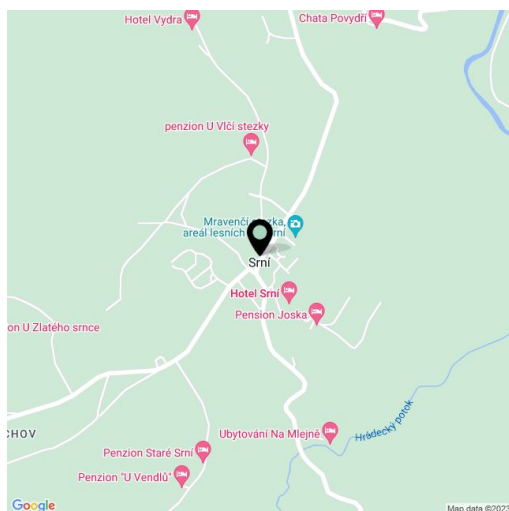 Hotel Vydra
Chata Povydří
penzion U Vlčí stezky
Mravenčí
areál lesních
Srní
Hotel Srní
Pension Joska
on U Zlatého srnce
Ubytování Na Mlejně
Hrádecký potok
CHOV
Penzion Staré Srní
Penzion "U Vendlů"
Google
Map data ©2023